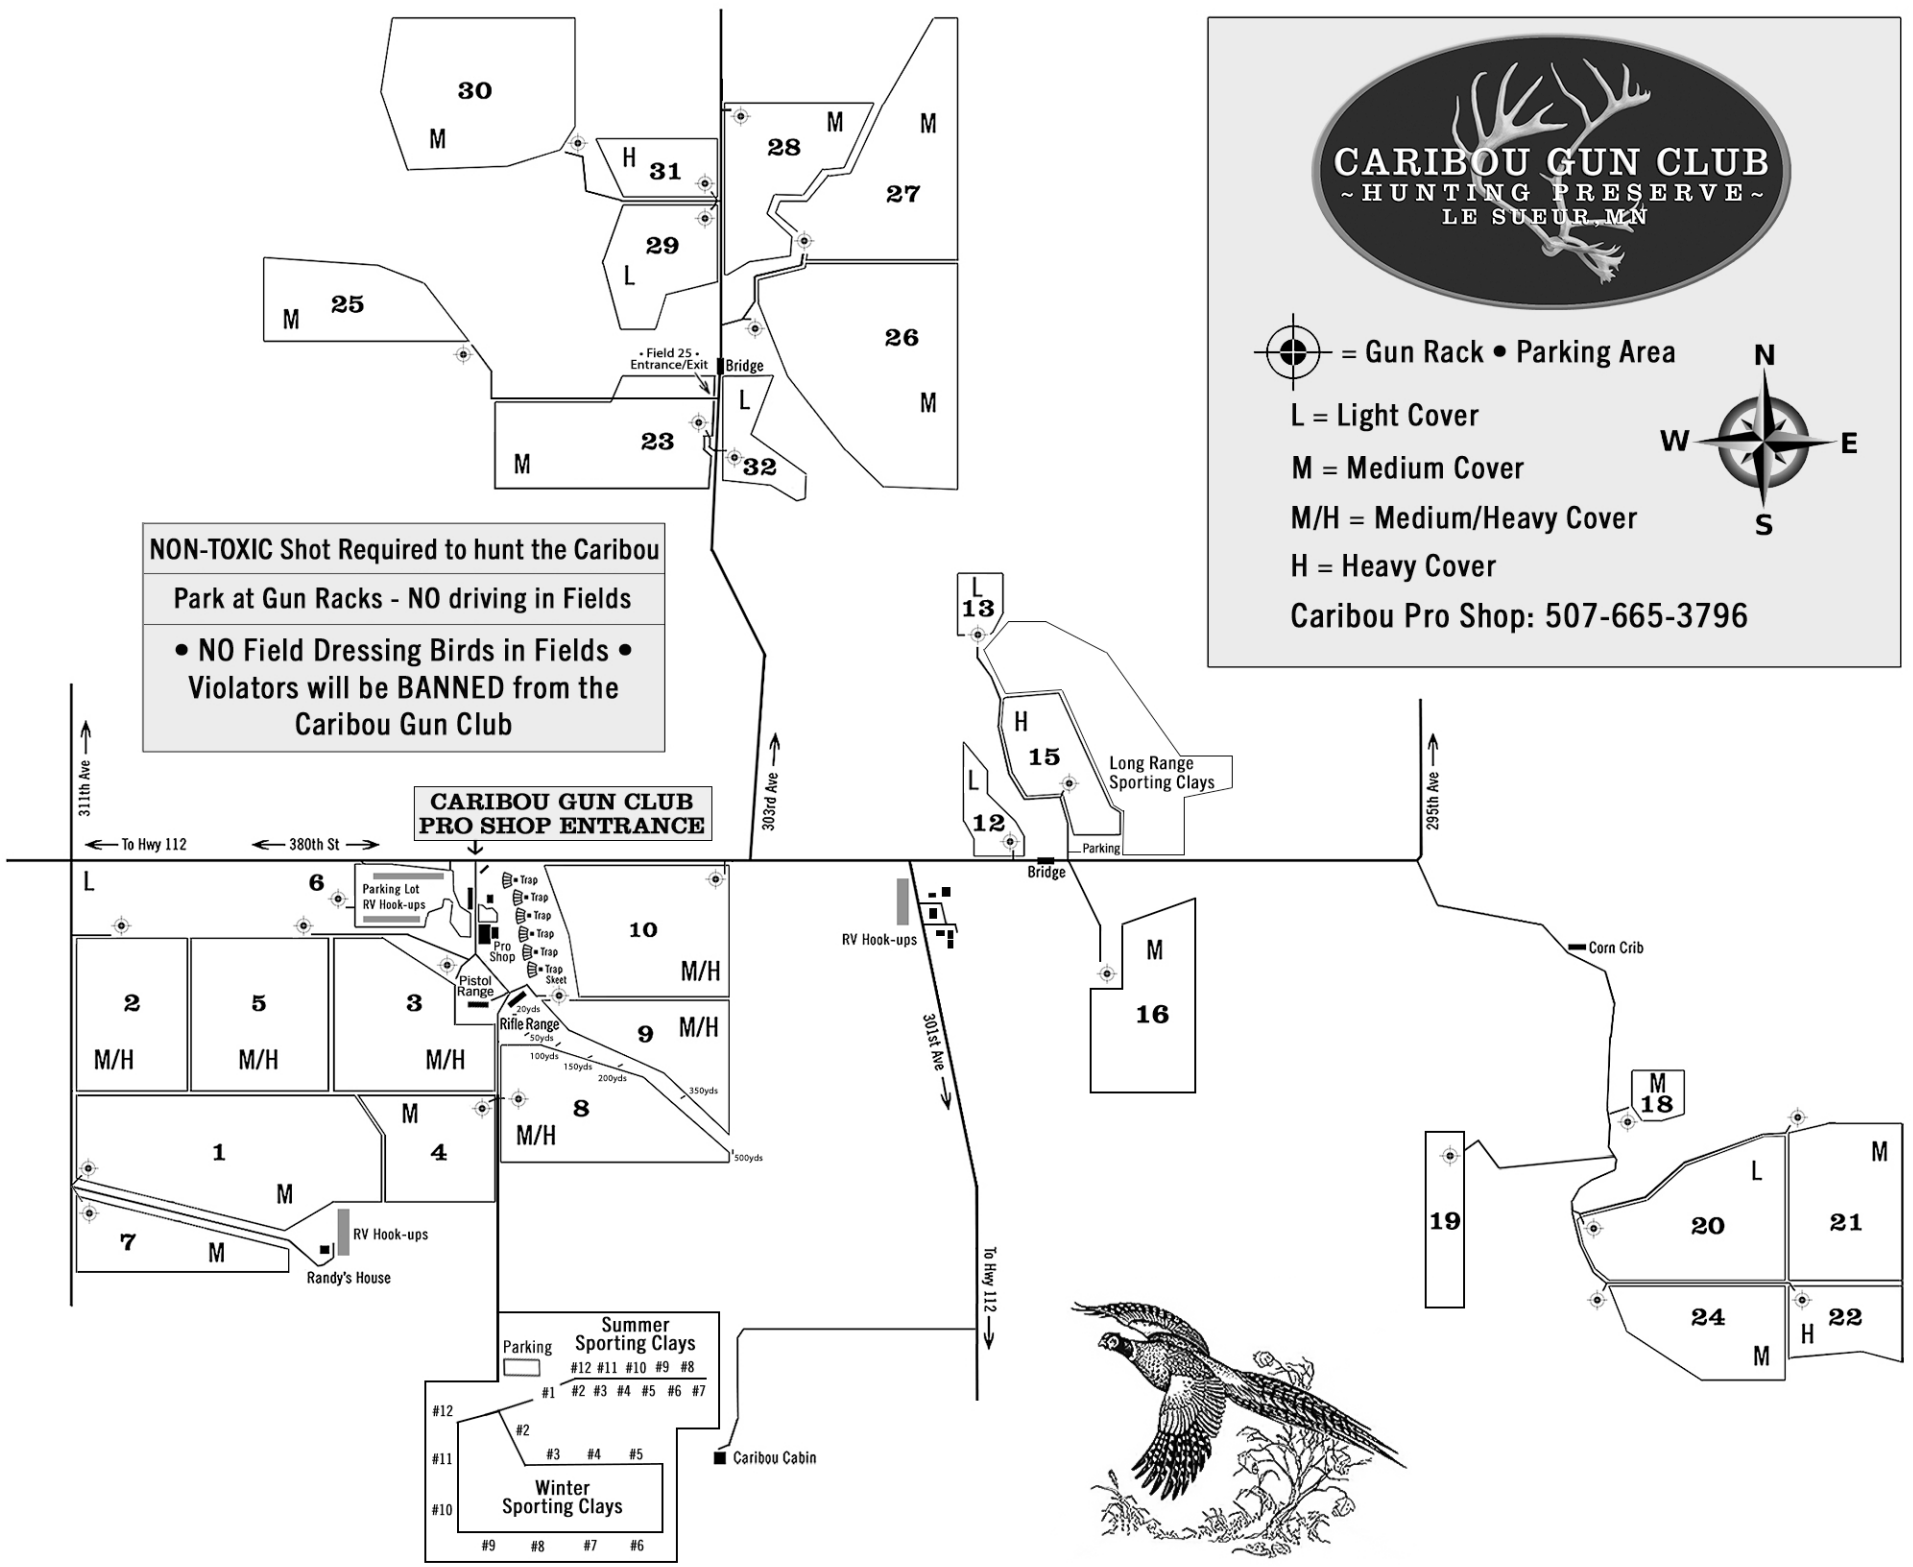 30
M
H
31
28
M
M
27
29
L
25
M
• Field 25 •
Entrance/Exit
Bridge
26
M
23
M
L
32
CARIBOU GUN CLUB
~HUNTING PRESERVE~
LE SUEUR, MN
= Gun Rack • Parking Area
L = Light Cover
M = Medium Cover
M/H = Medium/Heavy Cover
H = Heavy Cover
Caribou Pro Shop: 507-665-3796
N
W
E
S
NON-TOXIC Shot Required to hunt the Caribou
Park at Gun Racks - NO driving in Fields
• NO Field Dressing Birds in Fields •
Violators will be BANNED from the
Caribou Gun Club
L
13
H
15
Long Range
Sporting Clays
L
12
Parking
Bridge
311th Ave
303rd Ave
295th Ave
CARIBOU GUN CLUB
PRO SHOP ENTRANCE
To Hwy 112
380th St
L
6
Parking Lot
RV Hook-ups
Trap
Trap
Trap
Trap
Trap
Trap
Skeet
Pro
Shop
Pistol
Range
10
M/H
RV Hook-ups
301st Ave
To Hwy 112
M
16
Corn Crib
2
M/H
5
M/H
3
M/H
20yds
Rifle Range
50yds
100yds
150yds
200yds
350yds
500yds
9
M/H
8
M/H
1
M
M
4
7
M
RV Hook-ups
Randy's House
M
18
19
L
20
M
21
24
M
H
22
Summer
Sporting Clays
Parking
#12 #11 #10 #9 #8
#1 #2 #3 #4 #5 #6 #7
#12
#2
#11
#3 #4 #5
Winter
Sporting Clays
#10
#9 #8 #7 #6
Caribou Cabin